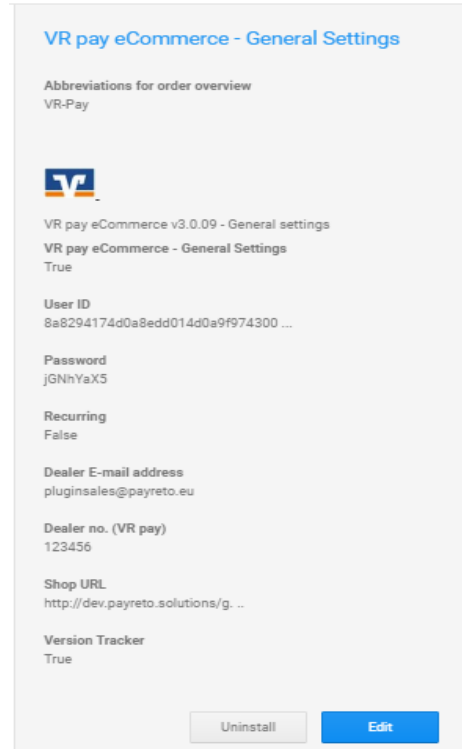 VR pay eCommerce - General Settings
Abbreviations for order overview
VR-Pay
VR pay eCommerce v3.0.09 - General settings
VR pay eCommerce - General Settings
True
User ID
8a8294174d0a8edd014d0a9f974300 ...
Password
jGNhYaX5
Recurring
False
Dealer E-mail address
pluginsales@payreto.eu
Dealer no. (VR pay)
123456
Shop URL
http://dev.payreto.solutions/g. ..
Version Tracker
True
Uninstall
Edit